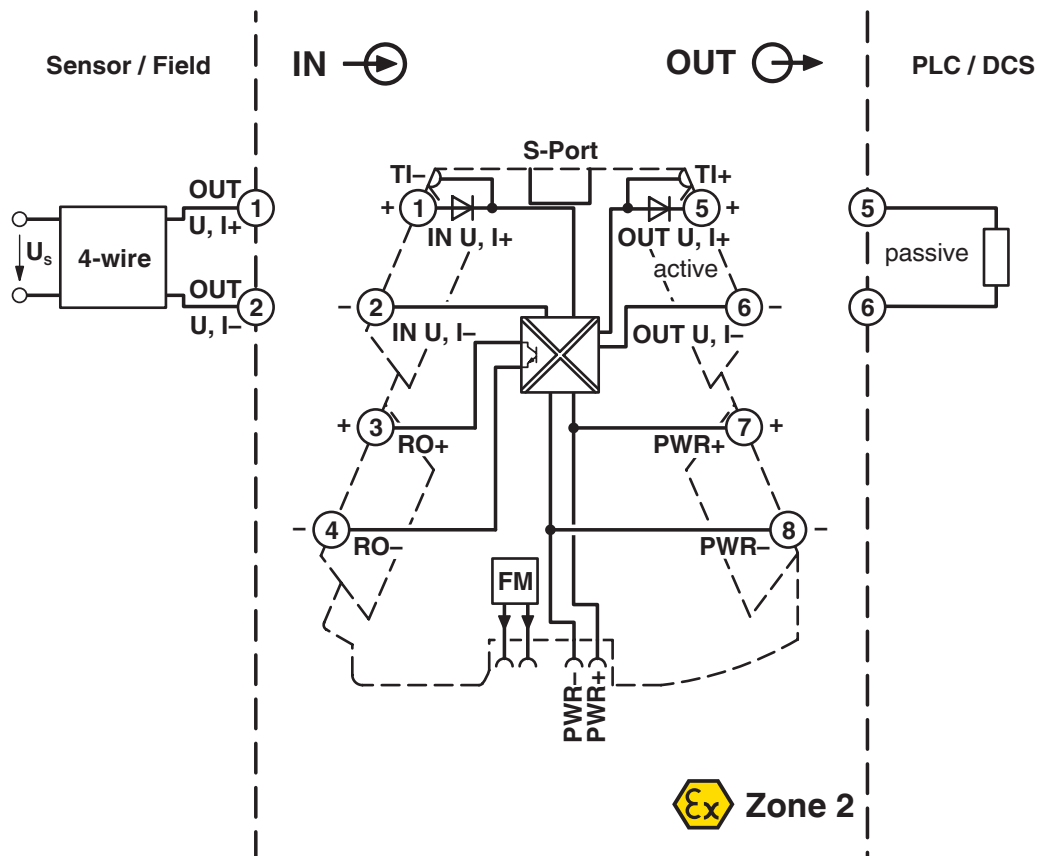 Sensor / Field
IN
OUT
PLC / DCS
S-Port
TI–
TI+
OUT
1
U, I+
Us
4-wire
OUT
2
U, I–
+
1
IN U, I+
5
+
OUT U, I+
active
–
2
IN U, I–
6
–
OUT U, I–
+
3
RO+
7
+
PWR+
–
4
RO–
8
–
PWR–
FM
PWR–
PWR+
5
passive
6
Ex
Zone 2